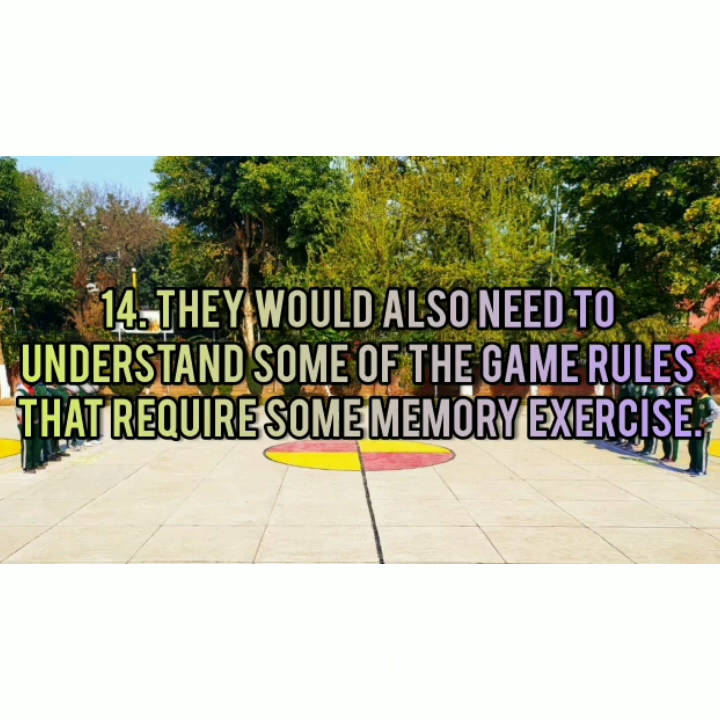 14. THEY WOULD ALSO NEED TO
UNDERSTAND SOME OF THE GAME RULES
THAT REQUIRE SOME MEMORY EXERCISE.